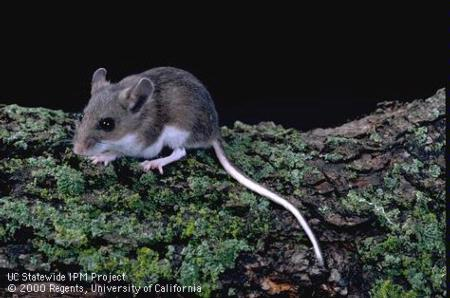 UC Statewide IPM Project
© 2000 Regents, University of California